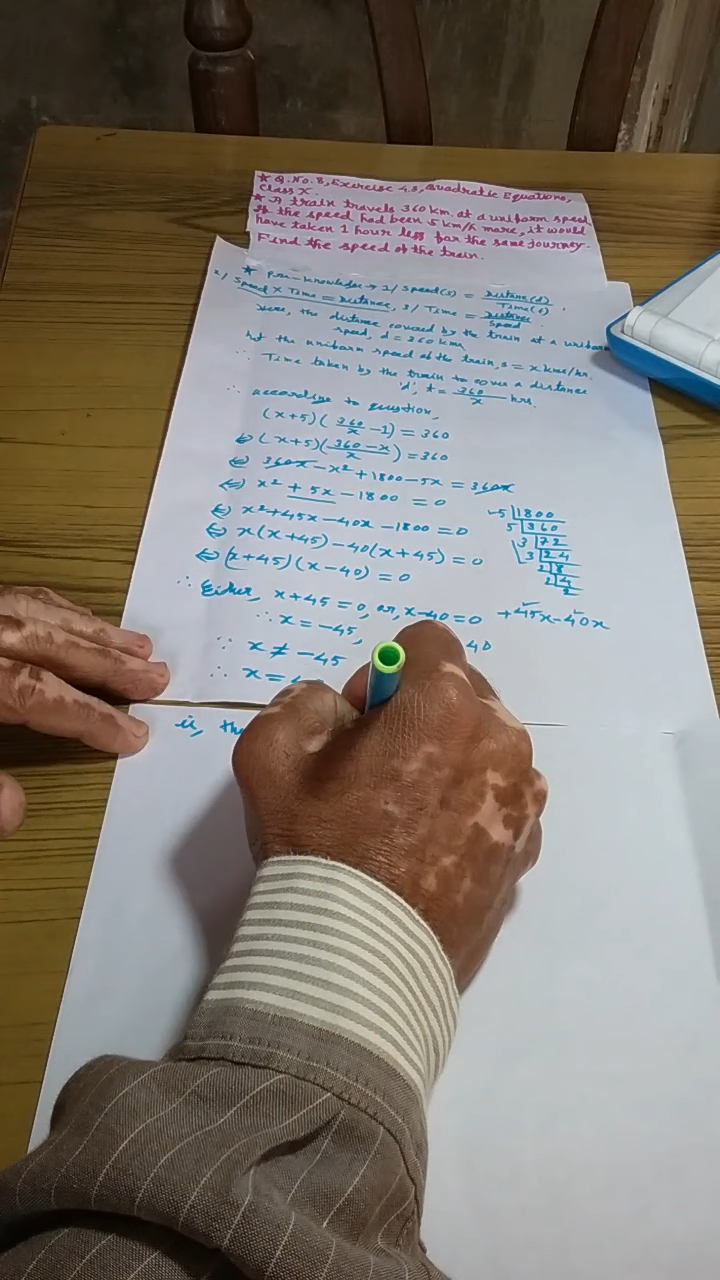 * Q.No.8, Exercise 4.3, Quadratic Equations,
Class X.
* A train travels 360 km. at a uniform speed.
If the speed had been 5 km/h more, it would
have taken 1 hour less for the same journey.
Find the speed of the train.
* Pre-knowledge → 1/ Speed(s) = Distance(d)/Time(t).
2/ Speed × Time = Distance, 3/ Time = Distance/Speed.
Here, the distance covered by the train at a uniform
speed, d = 360 kms
let the uniform speed of the train, s = x kms/hr.
∴ Time taken by the train to cover a distance
'd', t = 360/x hrs.
∴ according to question,
(x+5)(360/x - 1) = 360
⇔ (x+5)(360-x/x) = 360
⇔ 360x - x² + 1800 - 5x = 360x
⇔ x² + 5x - 1800 = 0
⇔ x² + 45x - 40x - 1800 = 0
⇔ x(x+45) - 40(x+45) = 0
⇔ (x+45)(x-40) = 0
5 1800
5 360
3 72
3 24
2 8
2 4
2
∴ Either, x+45 = 0, or, x-40 = 0
+45x - 40x
∴ x = -45, 40
∵ x ≠ -45
∴ x =